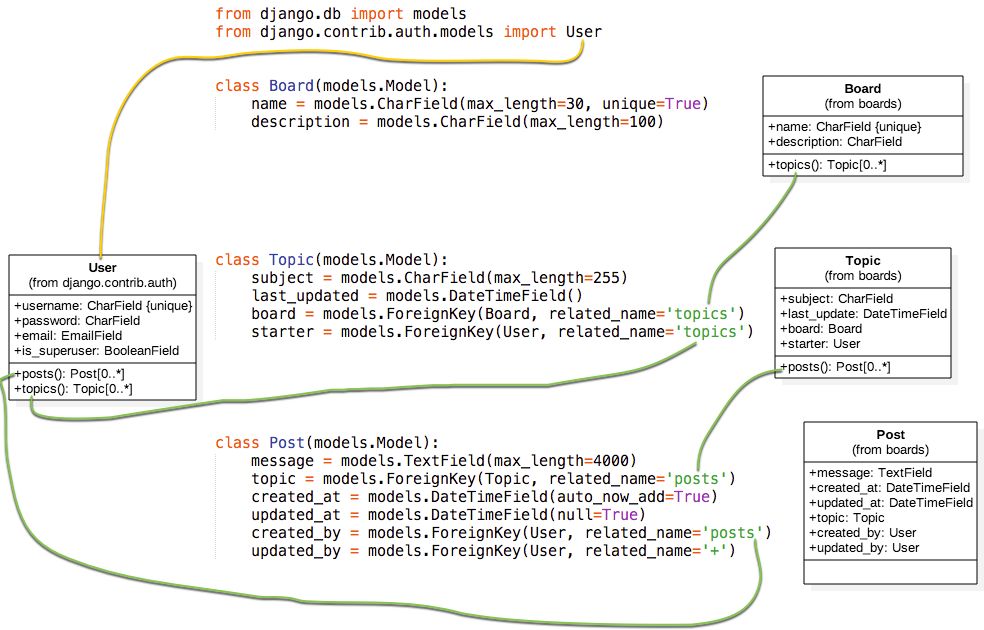 from django.db import models
from django.contrib.auth.models import User
class Board(models.Model):
    name = models.CharField(max_length=30, unique=True)
    description = models.CharField(max_length=100)
Board
(from boards)
+name: CharField {unique}
+description: CharField
+topics(): Topic[0..*]
User
(from django.contrib.auth)
+username: CharField {unique}
+password: CharField
+email: EmailField
+is_superuser: BooleanField
+posts(): Post[0..*]
+topics(): Topic[0..*]
class Topic(models.Model):
    subject = models.CharField(max_length=255)
    last_updated = models.DateTimeField()
    board = models.ForeignKey(Board, related_name='topics')
    starter = models.ForeignKey(User, related_name='topics')
Topic
(from boards)
+subject: CharField
+last_update: DateTimeField
+board: Board
+starter: User
+posts(): Post[0..*]
class Post(models.Model):
    message = models.TextField(max_length=4000)
    topic = models.ForeignKey(Topic, related_name='posts')
    created_at = models.DateTimeField(auto_now_add=True)
    updated_at = models.DateTimeField(null=True)
    created_by = models.ForeignKey(User, related_name='posts')
    updated_by = models.ForeignKey(User, related_name='+')
Post
(from boards)
+message: TextField
+created_at: DateTimeField
+updated_at: DateTimeField
+topic: Topic
+created_by: User
+updated_by: User